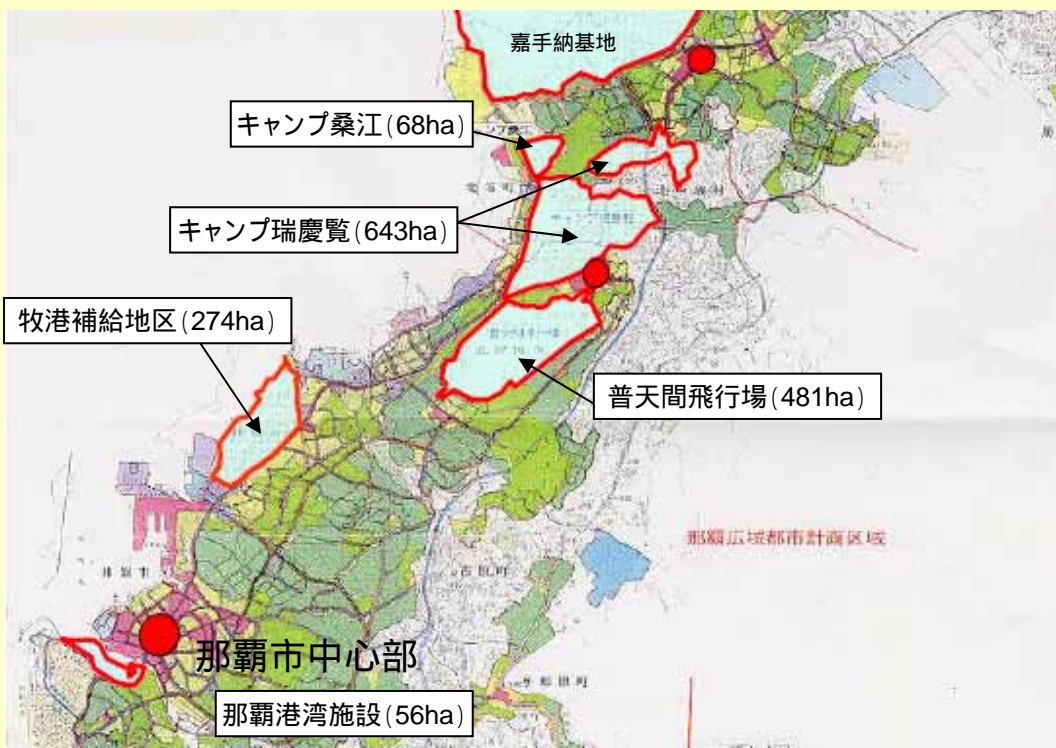 嘉手納基地
キャンプ桑江(68ha)
キャンプ瑞慶覧(643ha)
牧港補給地区(274ha)
普天間飛行場(481ha)
那覇広域都市計画区域
那覇市中心部
那覇港湾施設(56ha)